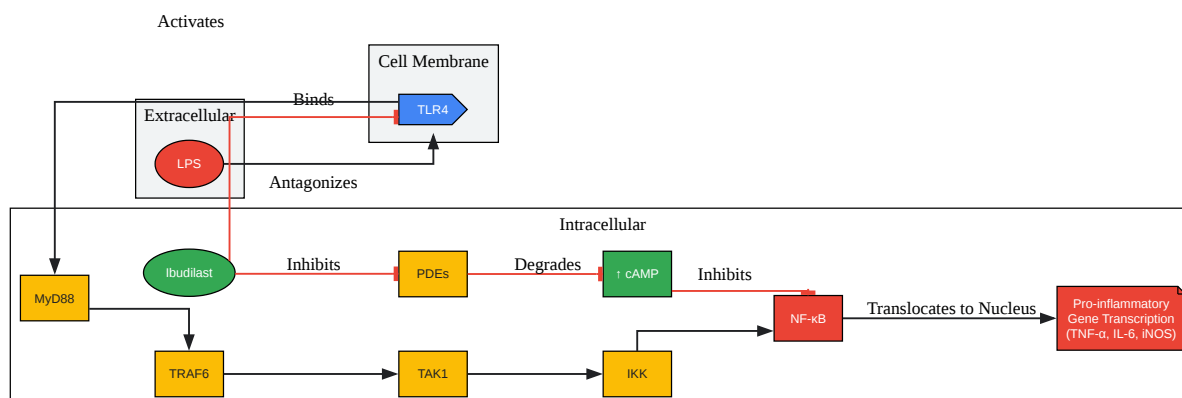 Activates
Cell Membrane
Binds
TLR4
Extracellular
LPS
Antagonizes
Intracellular
Ibudilast
Inhibits
PDEs
Degrades
↑ cAMP
Inhibits
MyD88
NF-κB
Translocates to Nucleus
Pro-inflammatory
Gene Transcription
(TNF-α, IL-6, iNOS)
TRAF6
TAK1
IKK